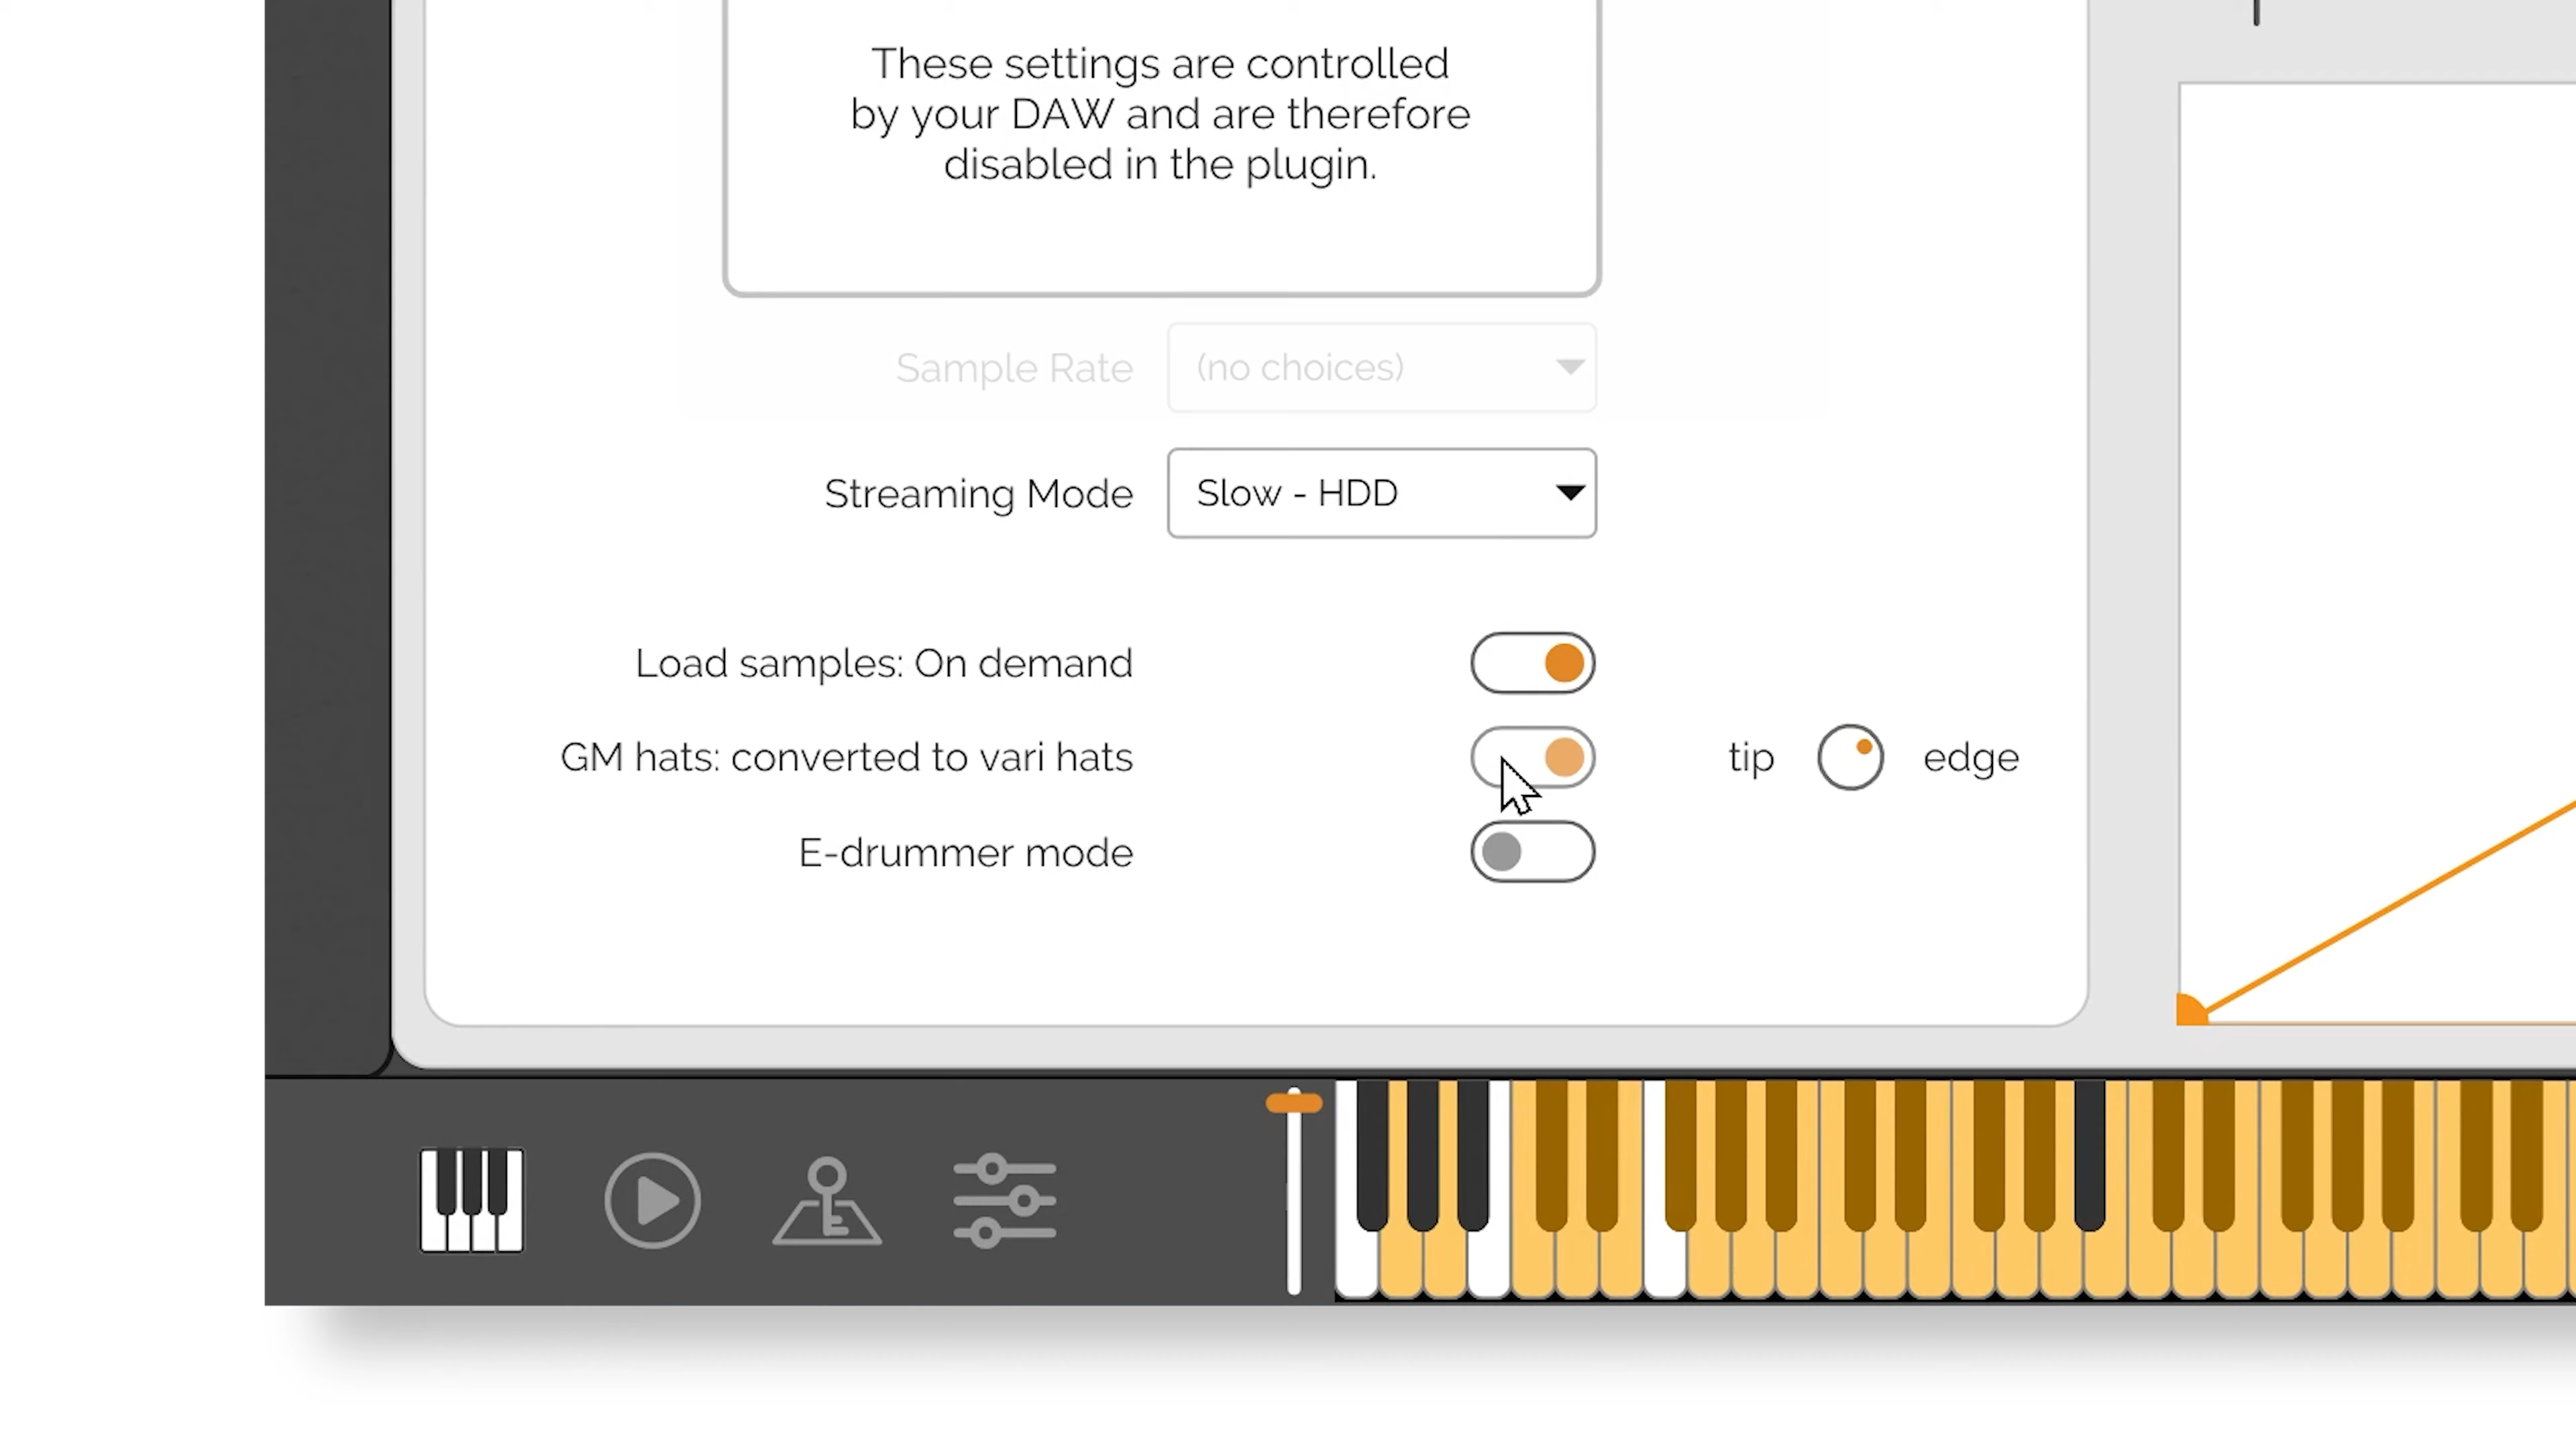 These settings are controlled
by your DAW and are therefore
disabled in the plugin.
Sample Rate (no choices)
Streaming Mode Slow - HDD
Load samples: On demand
GM hats: converted to vari hats tip edge
E-drummer mode